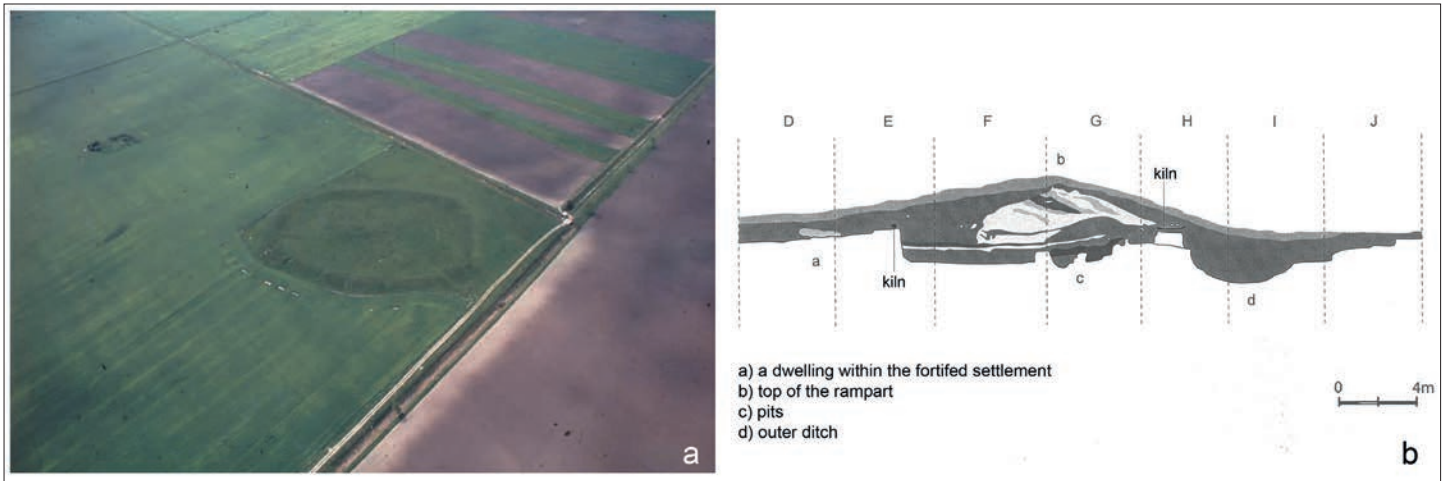 a
D E F G H I J
b
kiln
a
kiln
c
d
a) a dwelling within the fortifed settlement
b) top of the rampart
c) pits
d) outer ditch
0 4m
b